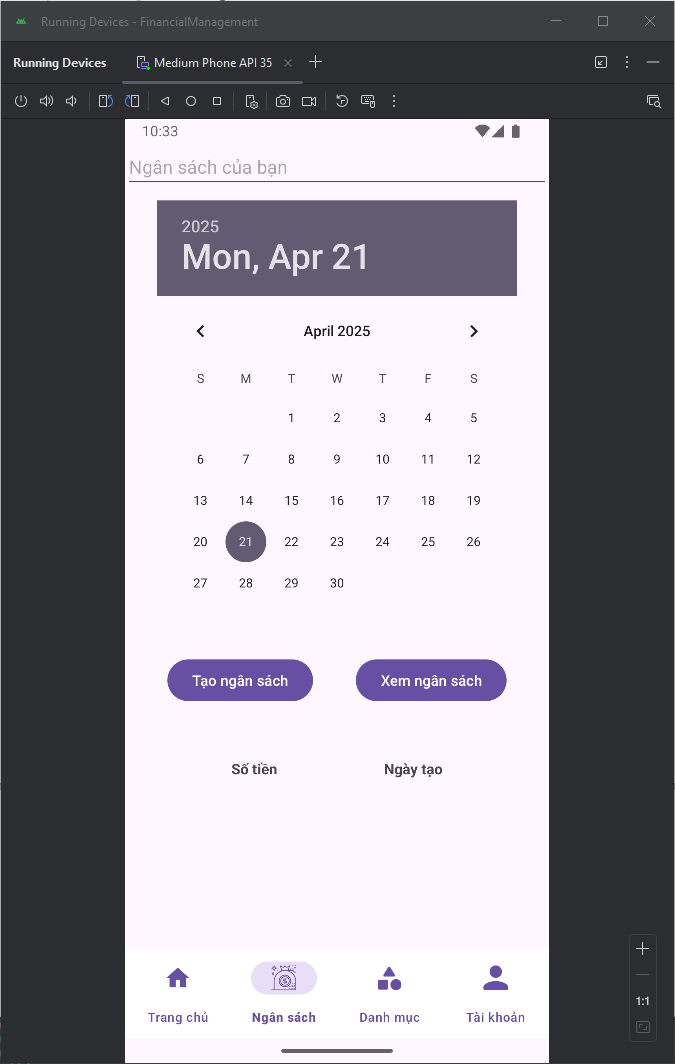 Running Devices - FinancialManagement
Running Devices Medium Phone API 35
10:33
Ngân sách của bạn
2025
Mon, Apr 21
April 2025
S M T W T F S
1 2 3 4 5
6 7 8 9 10 11 12
13 14 15 16 17 18 19
20 21 22 23 24 25 26
27 28 29 30
Tạo ngân sách Xem ngân sách
Số tiền Ngày tạo
1:1
Trang chủ Ngân sách Danh mục Tài khoản